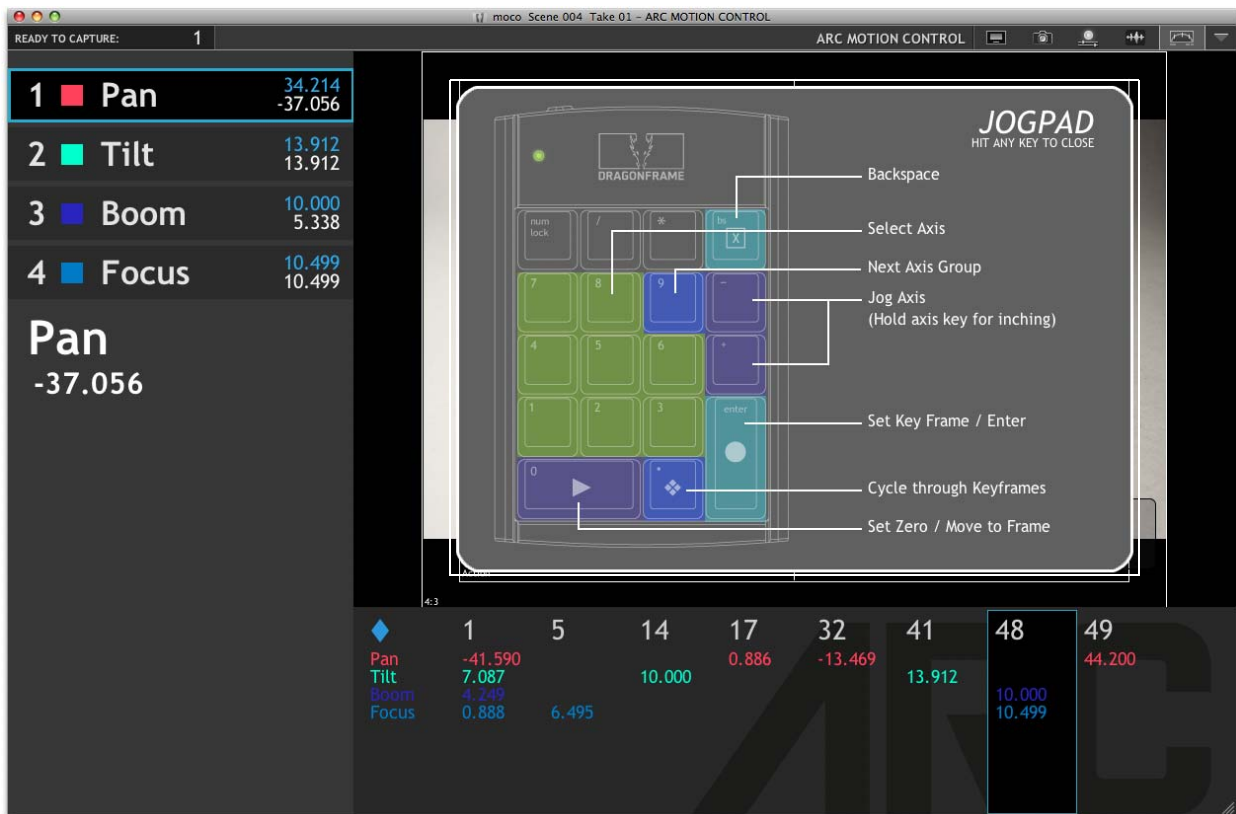 moco Scene 004 Take 01 – ARC MOTION CONTROL
READY TO CAPTURE: 1
ARC MOTION CONTROL
1 Pan 34.214
-37.056
2 Tilt 13.912
13.912
3 Boom 10.000
5.338
4 Focus 10.499
10.499
Pan
-37.056
JOGPAD
HIT ANY KEY TO CLOSE
DRAGONFRAME
Backspace
Select Axis
Next Axis Group
Jog Axis
(Hold axis key for inching)
Set Key Frame / Enter
Cycle through Keyframes
Set Zero / Move to Frame
num lock / * bs X
7 8 9 -
4 5 6 +
1 2 3 enter
0 .
Action
4:3
1 5 14 17 32 41 48 49
Pan -41.590 0.886 -13.469 44.200
Tilt 7.087 10.000 13.912
Boom 4.249 10.000
Focus 0.888 6.495 10.499
ARC